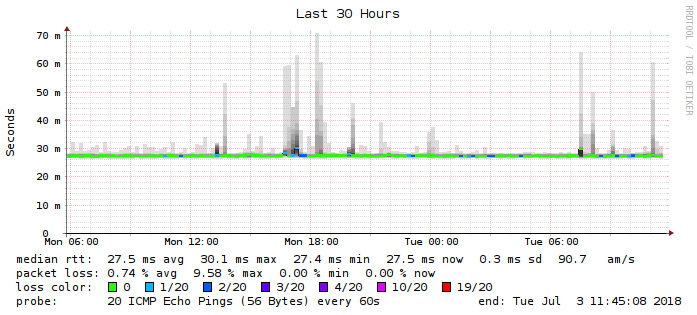 Last 30 Hours
RRDTOOL / TOBI OETIKER
Seconds
70 m
60 m
50 m
40 m
30 m
20 m
10 m
0
Mon 06:00 Mon 12:00 Mon 18:00 Tue 00:00 Tue 06:00
median rtt: 27.5 ms avg 30.1 ms max 27.4 ms min 27.5 ms now 0.3 ms sd 90.7 am/s
packet loss: 0.74 % avg 9.58 % max 0.00 % min 0.00 % now
loss color: 0 1/20 2/20 3/20 4/20 10/20 19/20
probe: 20 ICMP Echo Pings (56 Bytes) every 60s end: Tue Jul 3 11:45:08 2018